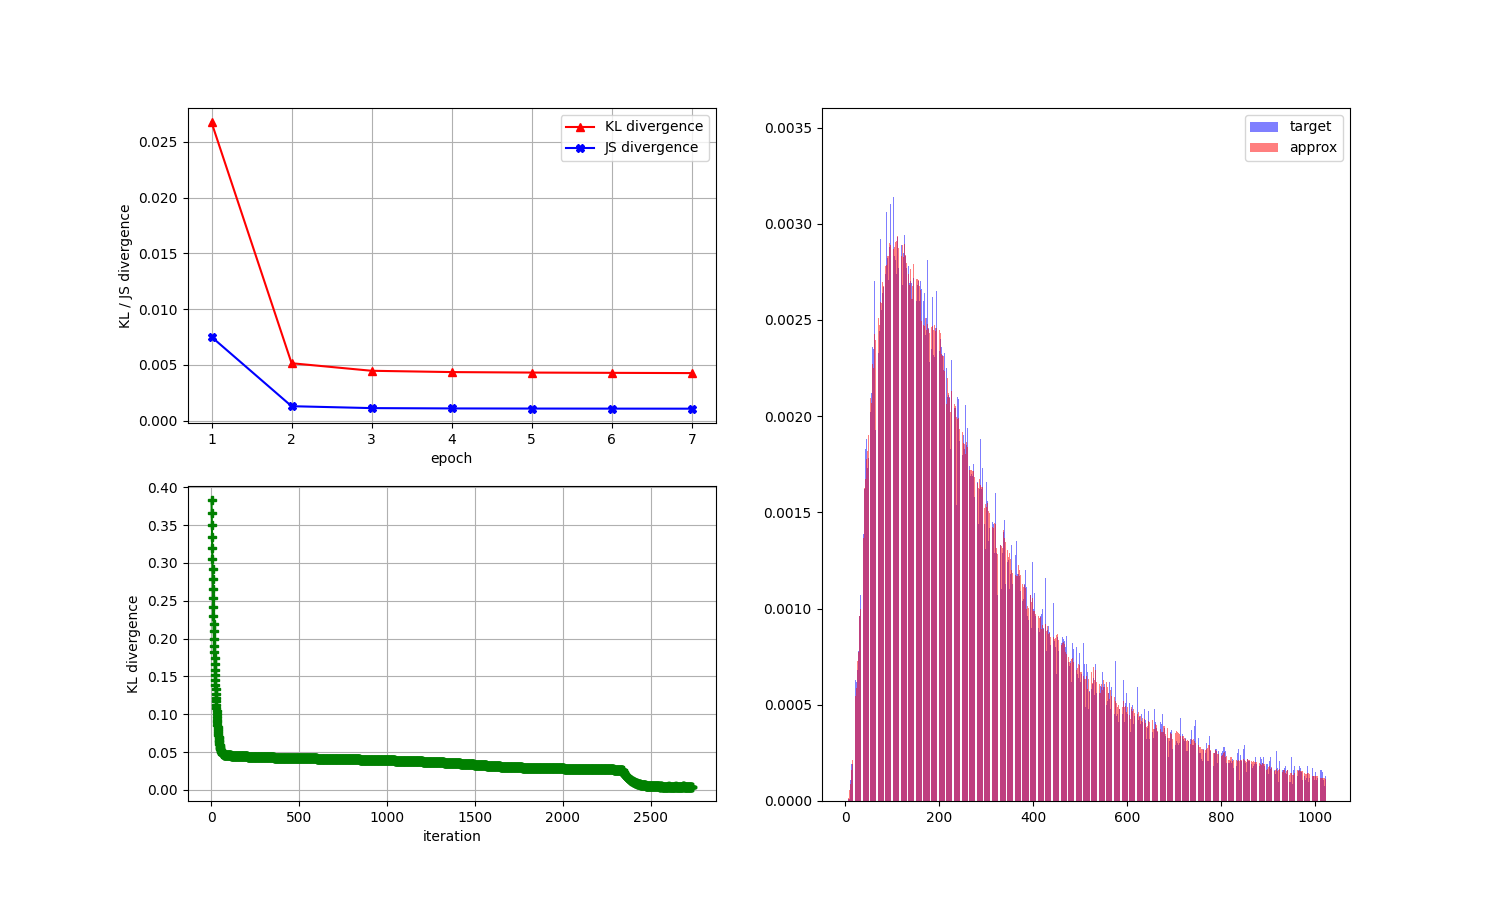 KL divergence
JS divergence
0.025
0.020
0.015
0.010
0.005
0.000
KL / JS divergence
1 2 3 4 5 6 7
epoch
0.40
0.35
0.30
0.25
0.20
0.15
0.10
0.05
0.00
KL divergence
0 500 1000 1500 2000 2500
iteration
target
approx
0.0035
0.0030
0.0025
0.0020
0.0015
0.0010
0.0005
0.0000
0 200 400 600 800 1000